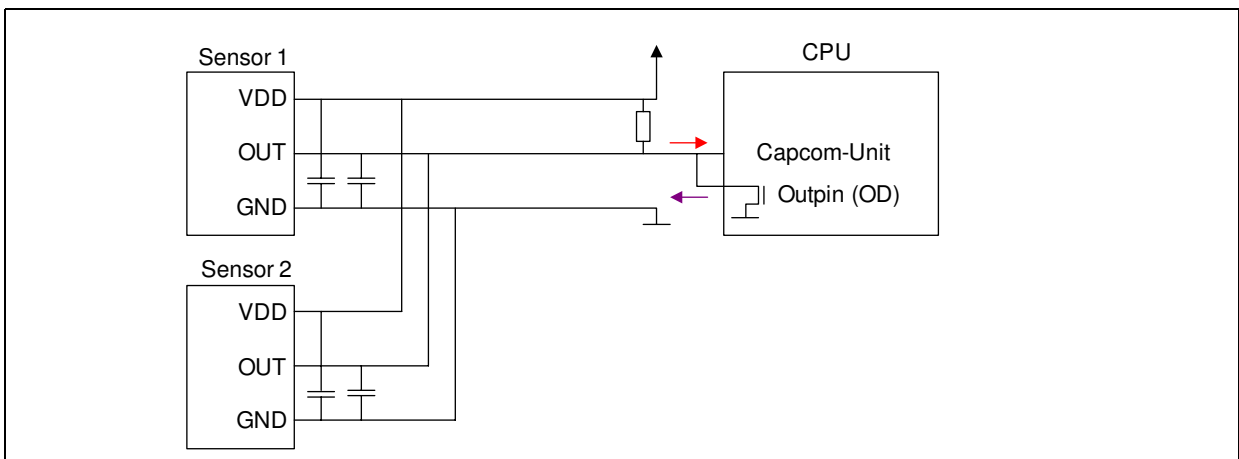 Sensor 1
CPU
VDD
OUT
Capcom-Unit
GND
Outpin (OD)
Sensor 2
VDD
OUT
GND